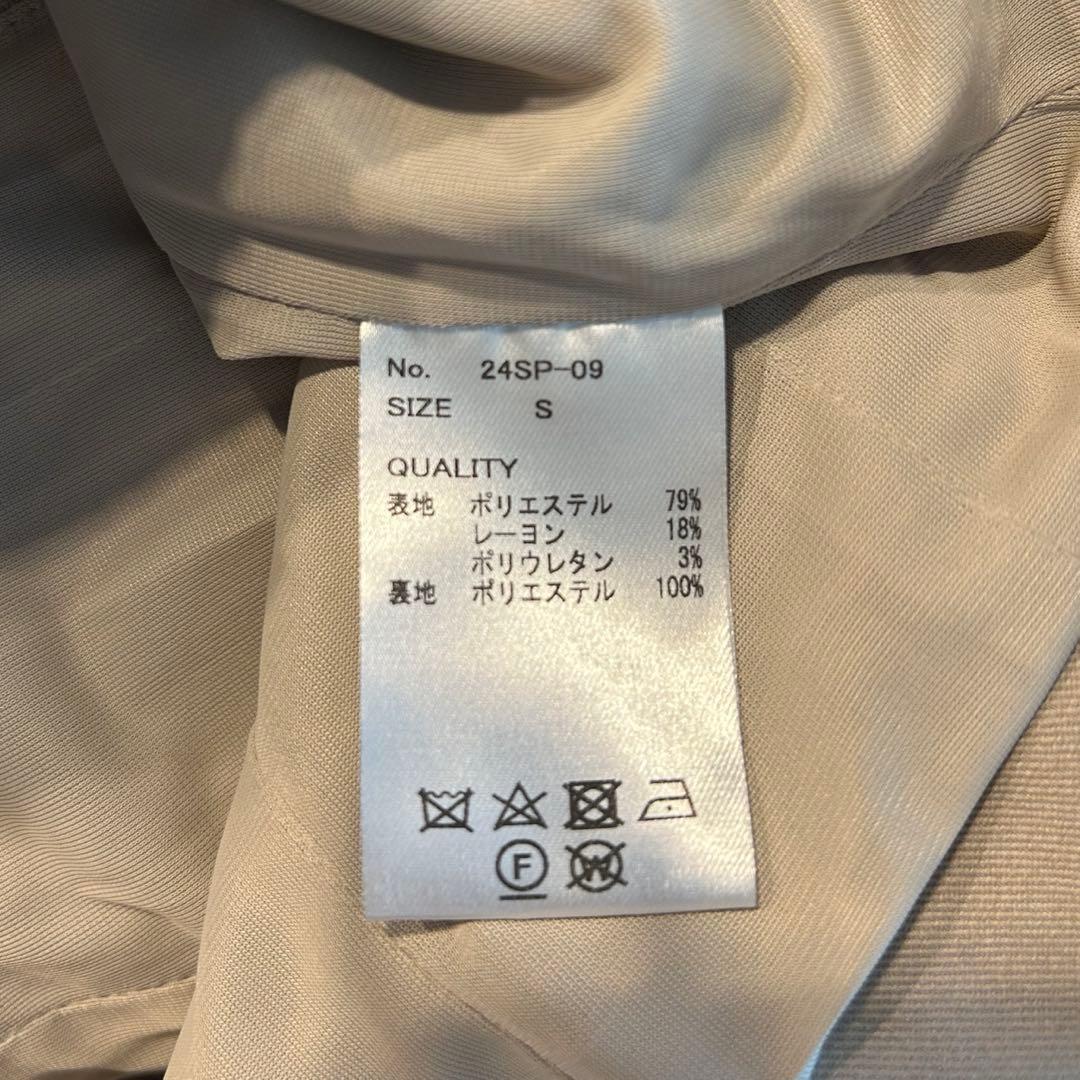 No. 24SP-09
SIZE S
QUALITY
表地 ポリエステル 79%
レーヨン 18%
ポリウレタン 3%
裏地 ポリエステル 100%
F W